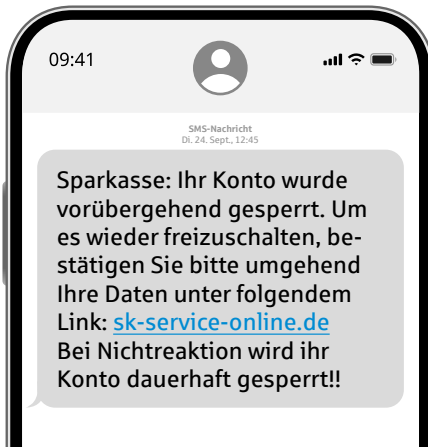 09:41
SMS-Nachricht
Di. 24. Sept., 12:45
Sparkasse: Ihr Konto wurde
vorübergehend gesperrt. Um
es wieder freizuschalten, be-
stätigen Sie bitte umgehend
Ihre Daten unter folgendem
Link: sk-service-online.de
Bei Nichtreaktion wird ihr
Konto dauerhaft gesperrt!!